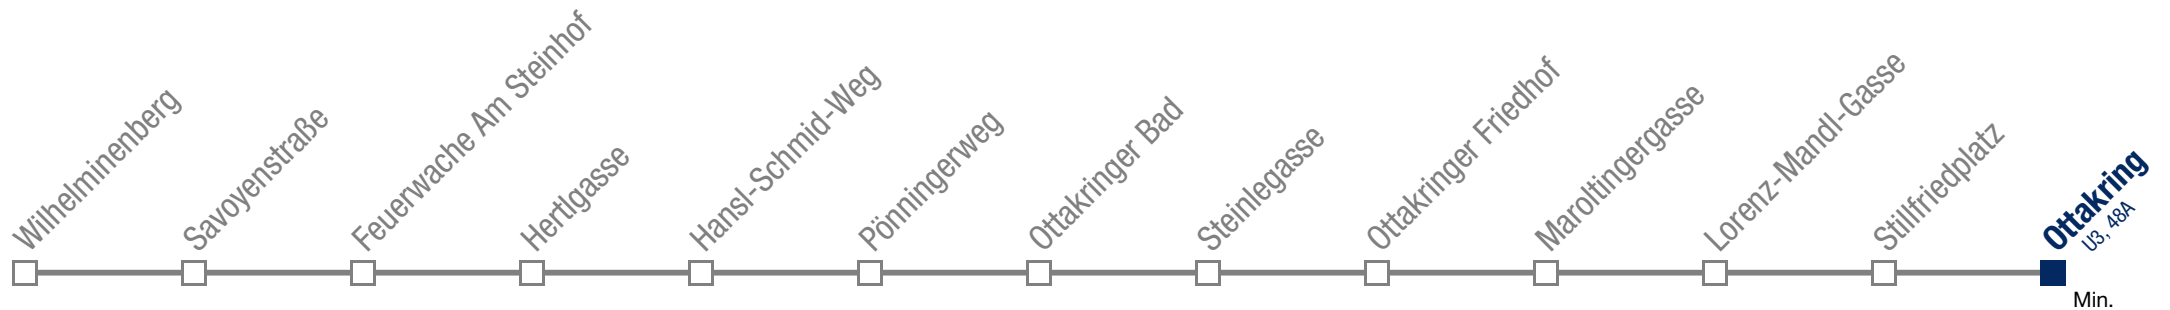 Wilhelminenberg
Savoyenstraße
Feuerwache Am Steinhof
Hertlgasse
Hansl-Schmid-Weg
Pönningerweg
Ottakringer Bad
Steinlegasse
Ottakringer Friedhof
Maroltingergasse
Lorenz-Mandl-Gasse
Stillfriedplatz
Ottakring
U3, 48A
Min.